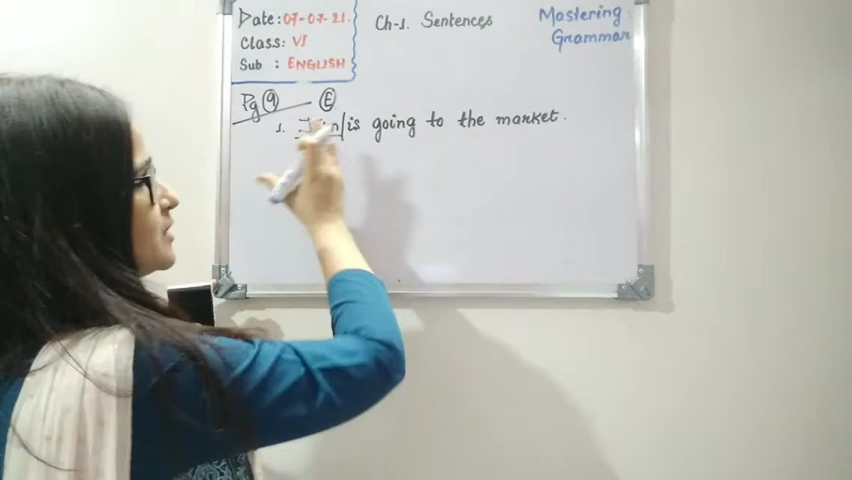 Date: 07-07-21.
Class: VI
Sub : ENGLISH
Ch-1. Sentences
Mastering
Grammar
Pg 9 E
1. is going to the market.